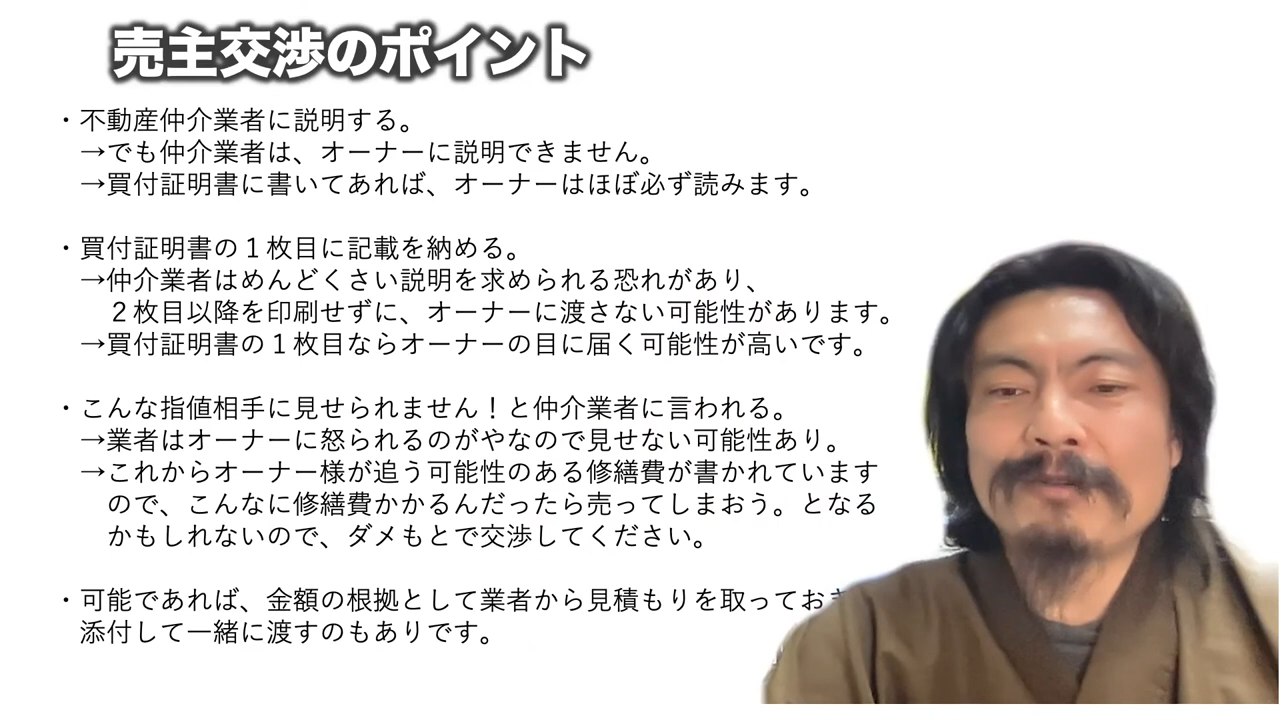 売主交渉のポイント
・不動産仲介業者に説明する。
→でも仲介業者は、オーナーに説明できません。
→買付証明書に書いてあれば、オーナーはほぼ必ず読みます。
・買付証明書の１枚目に記載を納める。
→仲介業者はめんどくさい説明を求められる恐れがあり、
２枚目以降を印刷せずに、オーナーに渡さない可能性があります。
→買付証明書の１枚目ならオーナーの目に届く可能性が高いです。
・こんな指値相手に見せられません！と仲介業者に言われる。
→業者はオーナーに怒られるのがやなので見せない可能性あり。
→これからオーナー様が追う可能性のある修繕費が書かれています
ので、こんなに修繕費かかるんだったら売ってしまおう。となる
かもしれないので、ダメもとで交渉してください。
・可能であれば、金額の根拠として業者から見積もりを取ってお
添付して一緒に渡すのもありです。